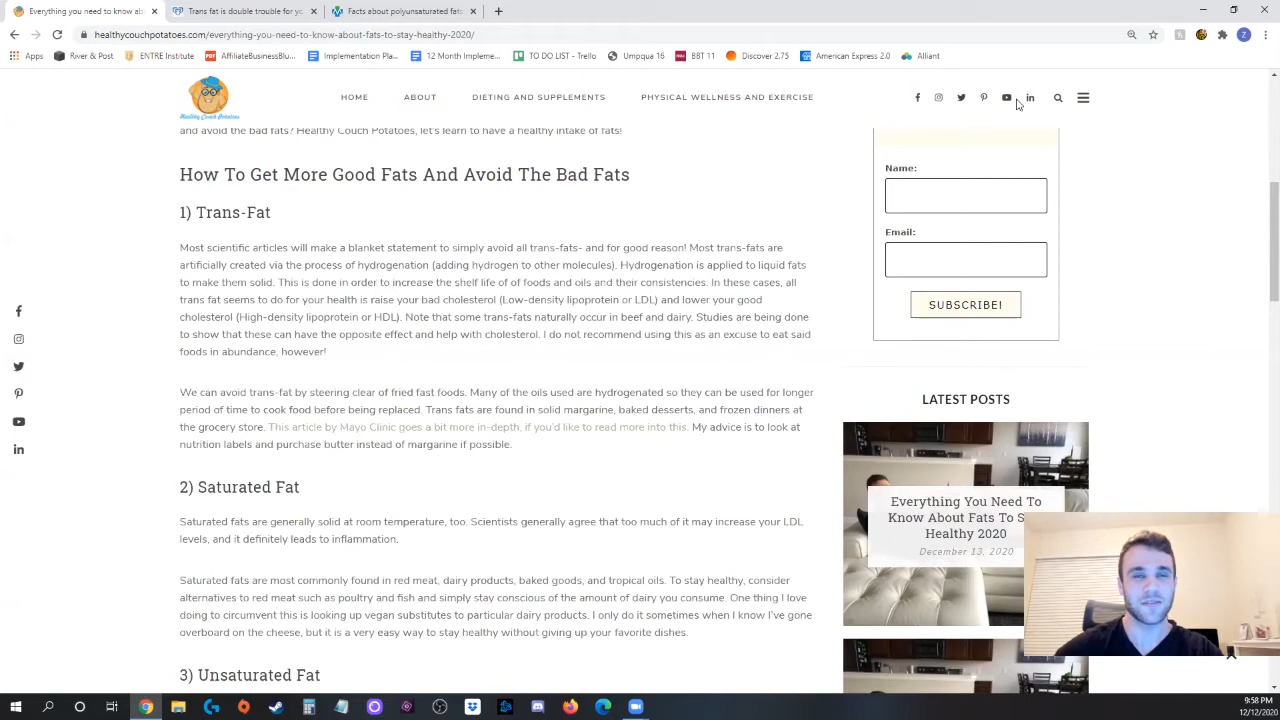 Everything you need to know ab
Trans fat is double trouble for yo
Facts about polyunsaturated fats
healthycouchpotatoes.com/everything-you-need-to-know-about-fats-to-stay-healthy-2020/
Z
Apps
River & Post
ENTRE Institute
AffiliateBusinessBlu...
Implementation Pla...
12 Month Impleme...
TO DO LIST - Trello
Umpqua 16
BBT 11
Discover 2.75
American Express 2.0
Alliant
Healthy Couch Potatoes
HOME
ABOUT
DIETING AND SUPPLEMENTS
PHYSICAL WELLNESS AND EXERCISE
and avoid the bad fats? Healthy Couch Potatoes, let's learn to have a healthy intake of fats!
How To Get More Good Fats And Avoid The Bad Fats
1) Trans-Fat
Most scientific articles will make a blanket statement to simply avoid all trans-fats- and for good reason! Most trans-fats are
artificially created via the process of hydrogenation (adding hydrogen to other molecules). Hydrogenation is applied to liquid fats
to make them solid. This is done in order to increase the shelf life of of foods and oils and their consistencies. In these cases, all
trans fat seems to do for your health is raise your bad cholesterol (Low-density lipoprotein or LDL) and lower your good
cholesterol (High-density lipoprotein or HDL). Note that some trans-fats naturally occur in beef and dairy. Studies are being done
to show that these can have the opposite effect and help with cholesterol. I do not recommend using this as an excuse to eat said
foods in abundance, however!
We can avoid trans-fat by steering clear of fried fast foods. Many of the oils used are hydrogenated so they can be used for longer
period of time to cook food before being replaced. Trans fats are found in solid margarine, baked desserts, and frozen dinners at
the grocery store. This article by Mayo Clinic goes a bit more in-depth, if you'd like to read more into this. My advice is to look at
nutrition labels and purchase butter instead of margarine if possible.
2) Saturated Fat
Saturated fats are generally solid at room temperature, too. Scientists generally agree that too much of it may increase your LDL
levels, and it definitely leads to inflammation.
Saturated fats are most commonly found in red meat, dairy products, baked goods, and tropical oils. To stay healthy, consider
alternatives to red meat such as poultry and fish and simply stay conscious of the amount of dairy you consume. One thing I love
doing to circumvent this is look for vegan substitutes to particular dairy products. I only do it sometimes when I know I've gone
overboard on the cheese, but it is a very easy way to stay healthy without giving up your favorite dishes.
3) Unsaturated Fat
Name:
Email:
SUBSCRIBE!
LATEST POSTS
Everything You Need To
Know About Fats To S
Healthy 2020
December 13, 2020
9:58 PM
12/12/2020